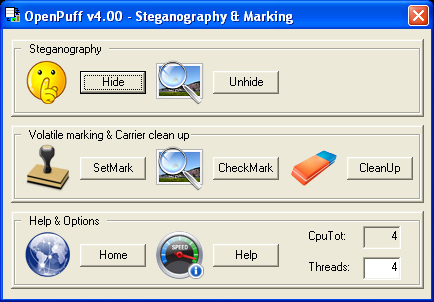 OpenPuff v4.00 - Steganography & Marking
Steganography
Hide
Unhide
Volatile marking & Carrier clean up
SetMark
CheckMark
CleanUp
Help & Options
Home
SPEED
Help
CpuTot: 4
Threads: 4